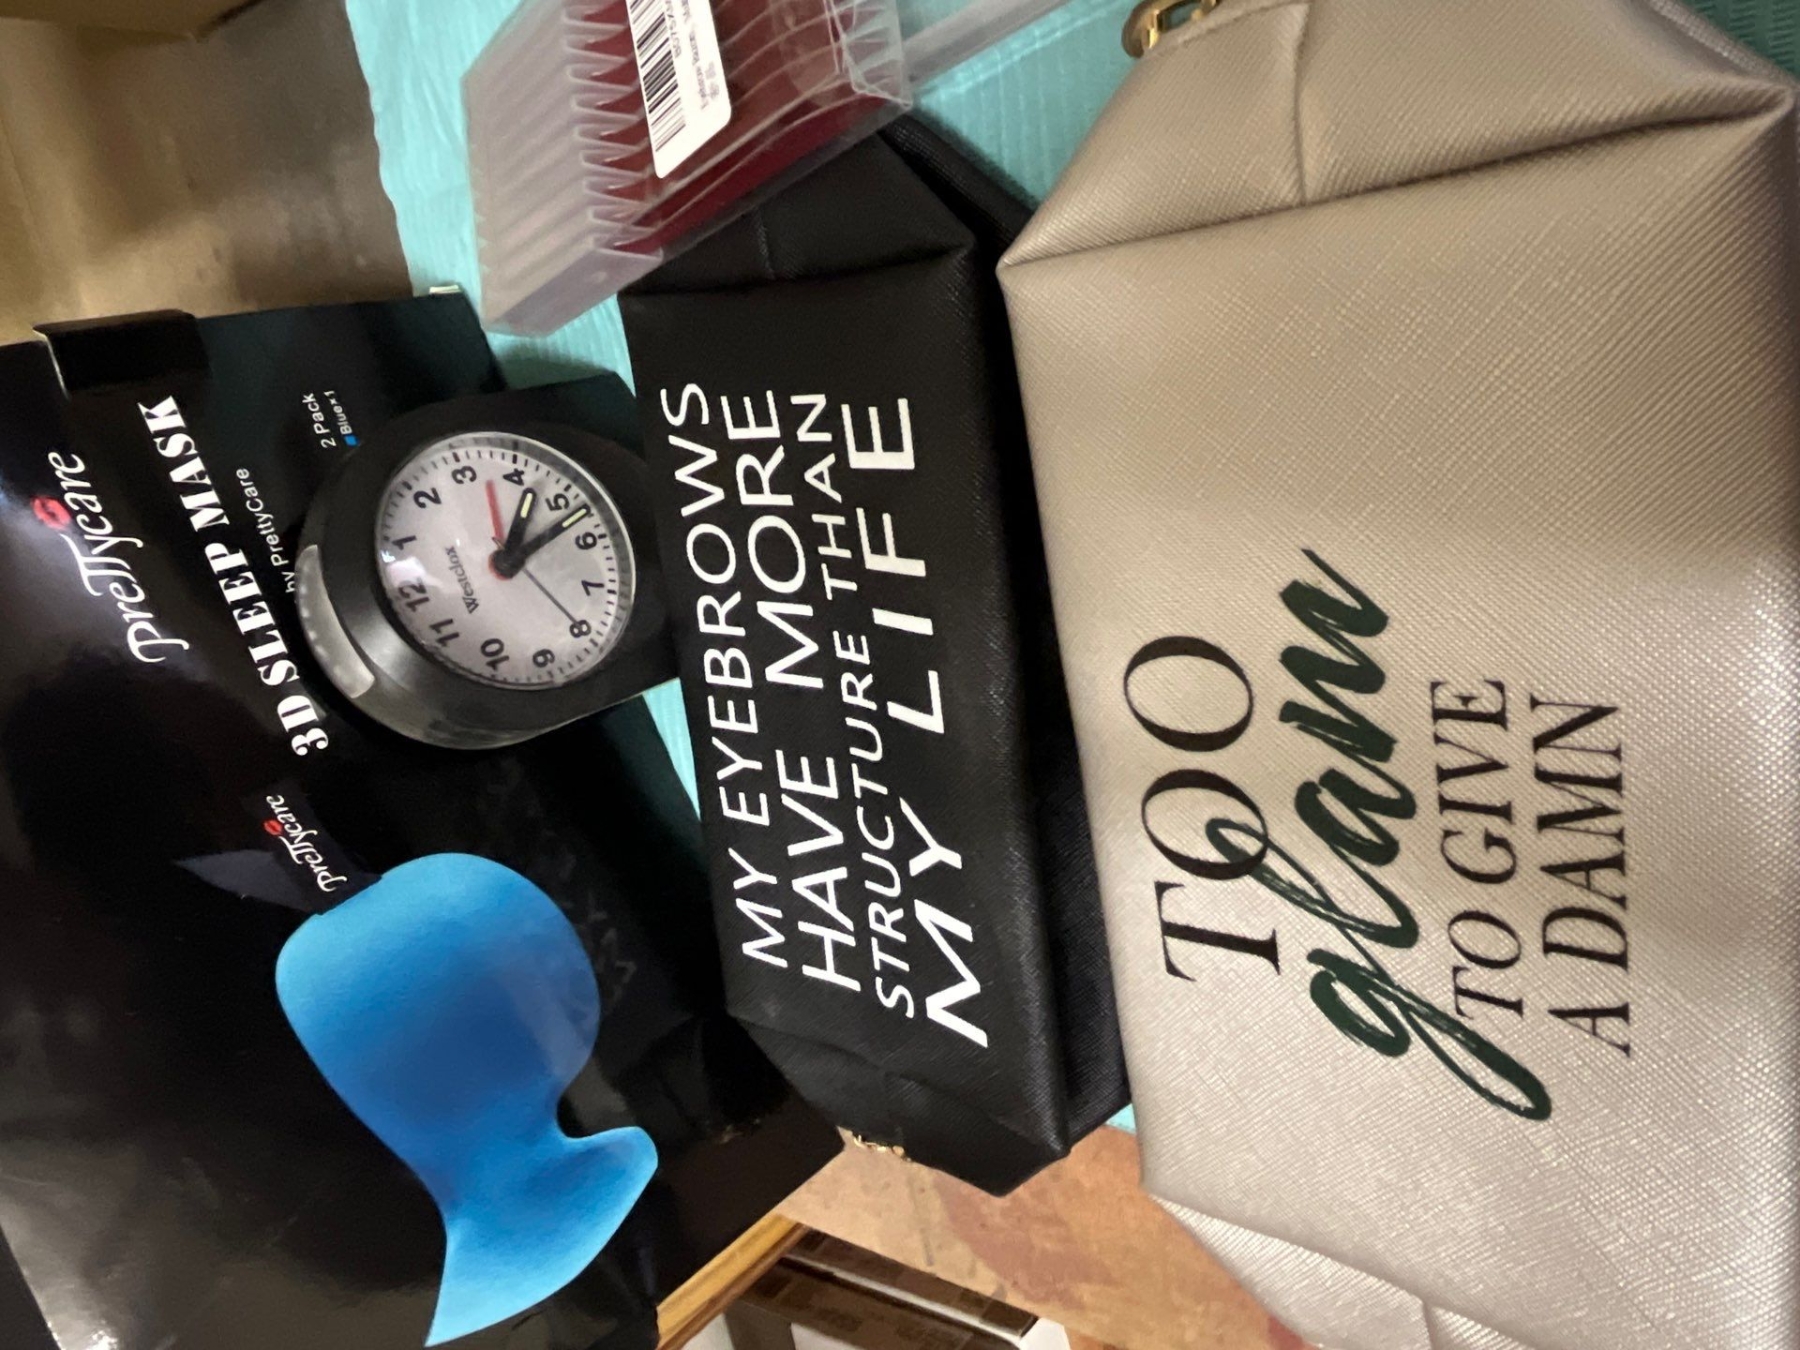 PrettyCare
3D SLEEP MASK
by PrettyCare
2 Pack
Blue×1
PrettyCare
12
1
2
3
4
5
6
7
8
9
10
11
Westclox
MY EYEBROWS
HAVE MORE
STRUCTURE THAN
MY LIFE
TOO
glam
TO GIVE
A DAMN